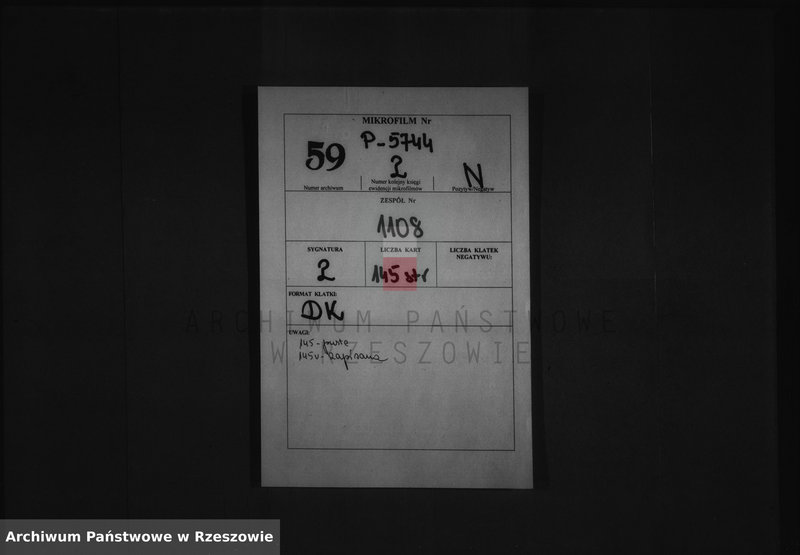 MIKROFILM Nr
P-5744
59
2
N
Numer archiwum
Numer kolejny księgi
ewidencji mikrofilmów
Pozytyw/Negatyw
ZESPÓŁ Nr
1108
SYGNATURA
LICZBA KART
LICZBA KLATEK
NEGATYWU:
2
145 str
FORMAT KLATKI:
DK
UWAGI:
145 - pusta
145v - zapisana
ARCHIWUM PAŃSTWOWE
W RZESZOWIE
Archiwum Państwowe w Rzeszowie